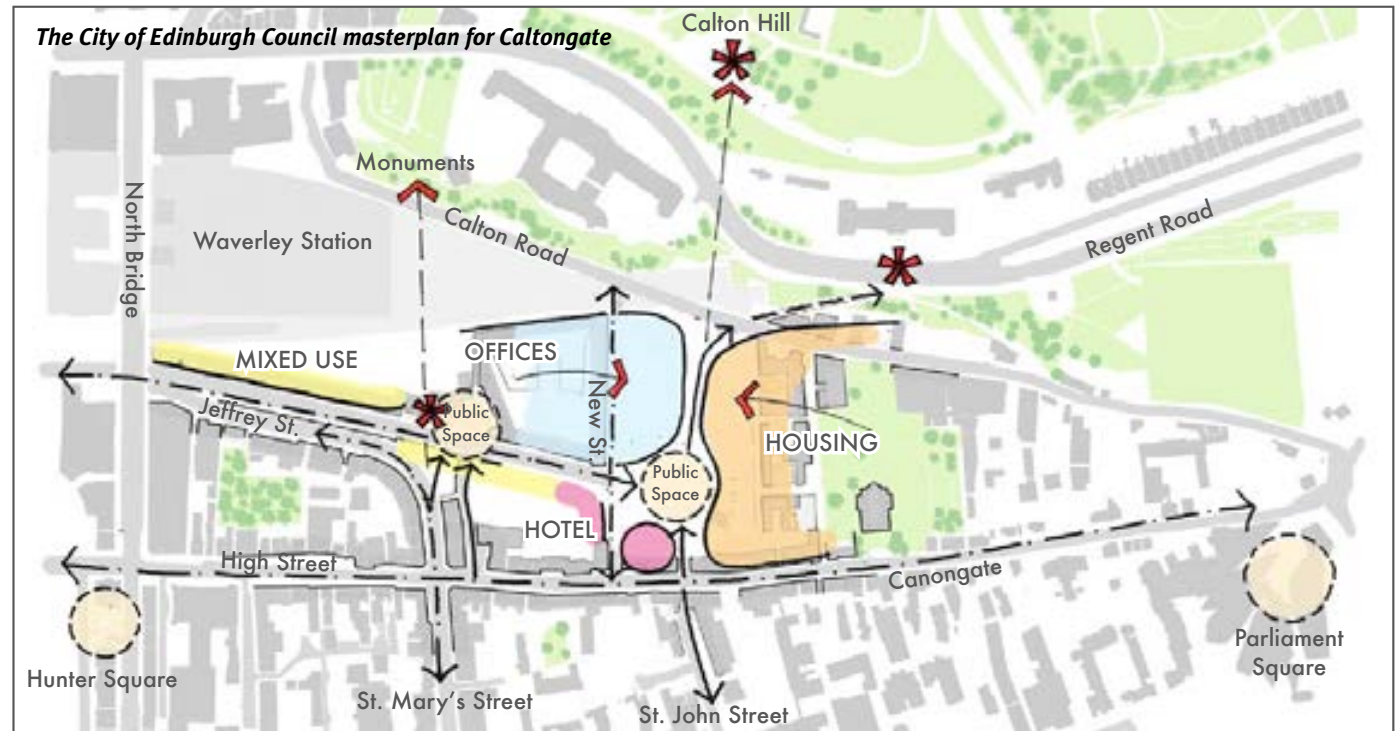 The City of Edinburgh Council masterplan for Caltongate
Calton Hill
Monuments
North Bridge
Waverley Station
Calton Road
Regent Road
MIXED USE
OFFICES
New St.
Jeffrey St.
Public
Space
HOUSING
Public
Space
HOTEL
High Street
Canongate
Hunter Square
St. Mary's Street
St. John Street
Parliament
Square